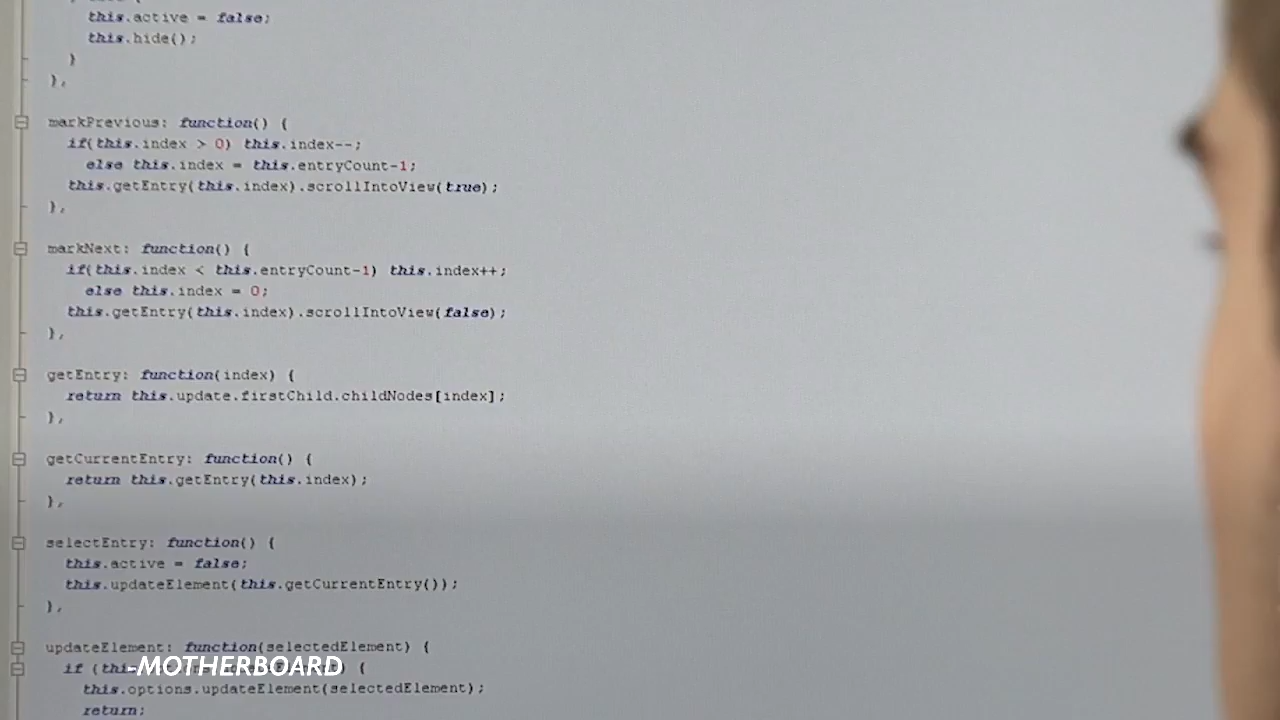 this.active = false;
this.hide();
}
},
markPrevious: function() {
if(this.index > 0) this.index--;
else this.index = this.entryCount-1;
this.getEntry(this.index).scrollIntoView(true);
},
markNext: function() {
if(this.index < this.entryCount-1) this.index++;
else this.index = 0;
this.getEntry(this.index).scrollIntoView(false);
},
getEntry: function(index) {
return this.update.firstChild.childNodes[index];
},
getCurrentEntry: function() {
return this.getEntry(this.index);
},
selectEntry: function() {
this.active = false;
this.updateElement(this.getCurrentEntry());
},
updateElement: function(selectedElement) {
if (this ) {
-MOTHERBOARD
this.options.updateElement(selectedElement);
return;